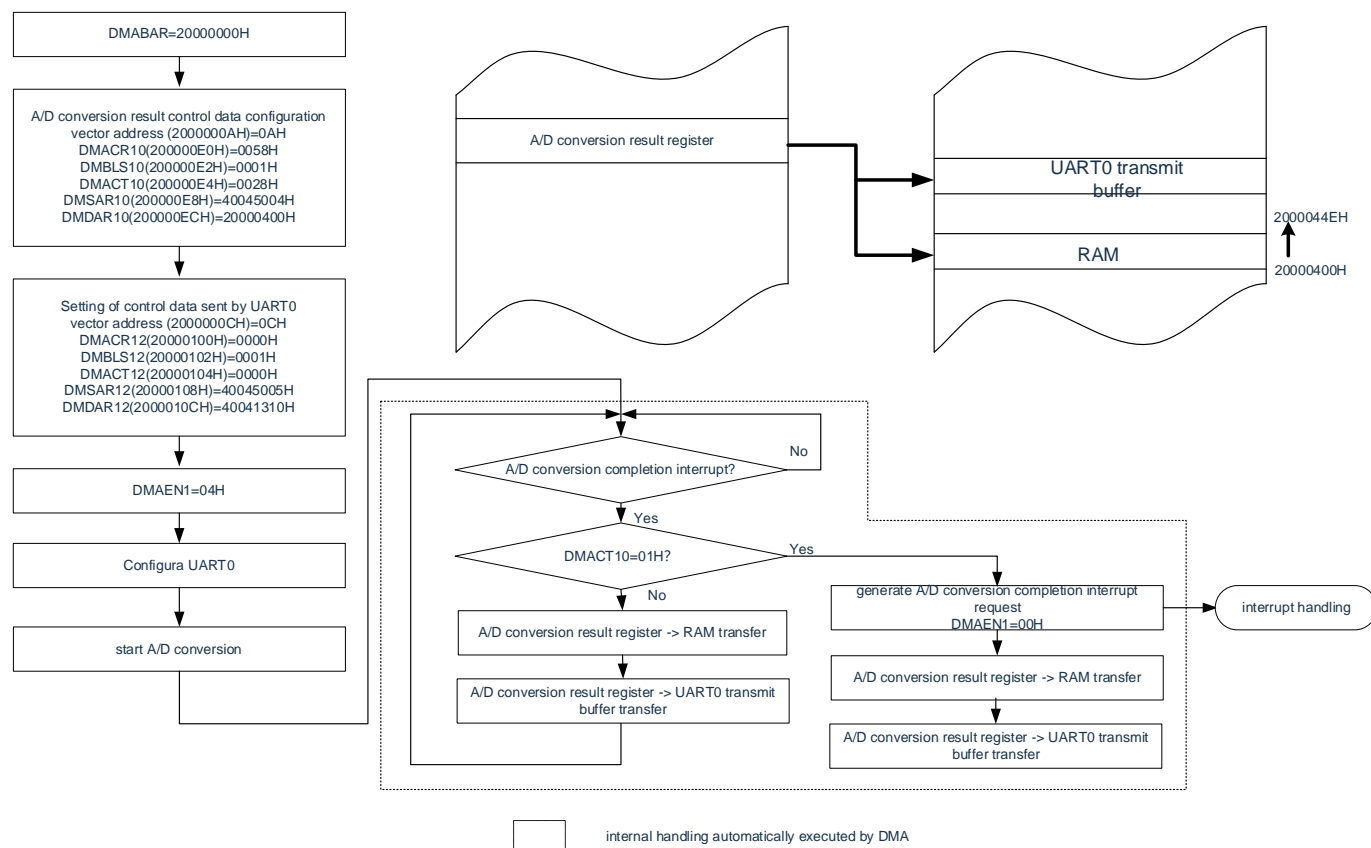 DMABAR=20000000H
A/D conversion result control data configuration
vector address (2000000AH)=0AH
DMACR10(200000E0H)=0058H
DMBLS10(200000E2H)=0001H
DMACT10(200000E4H)=0028H
DMSAR10(200000E8H)=40045004H
DMDAR10(200000ECH)=20000400H
Setting of control data sent by UART0
vector address (2000000CH)=0CH
DMACR12(20000100H)=0000H
DMBLS12(20000102H)=0001H
DMACT12(20000104H)=0000H
DMSAR12(20000108H)=40045005H
DMDAR12(2000010CH)=40041310H
DMAEN1=04H
Configura UART0
start A/D conversion
A/D conversion result register
UART0 transmit
buffer
2000044EH
RAM
20000400H
A/D conversion completion interrupt?
No
Yes
DMACT10=01H?
Yes
No
A/D conversion result register -> RAM transfer
A/D conversion result register -> UART0 transmit
buffer transfer
generate A/D conversion completion interrupt
request
DMAEN1=00H
interrupt handling
A/D conversion result register -> RAM transfer
A/D conversion result register -> UART0 transmit
buffer transfer
internal handling automatically executed by DMA